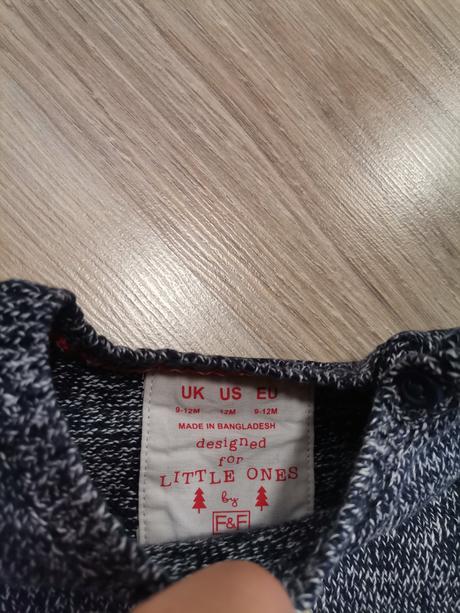 UK US EU
9-12M 12M 9-12M
MADE IN BANGLADESH
designed
for
LITTLE ONES
by
F&F